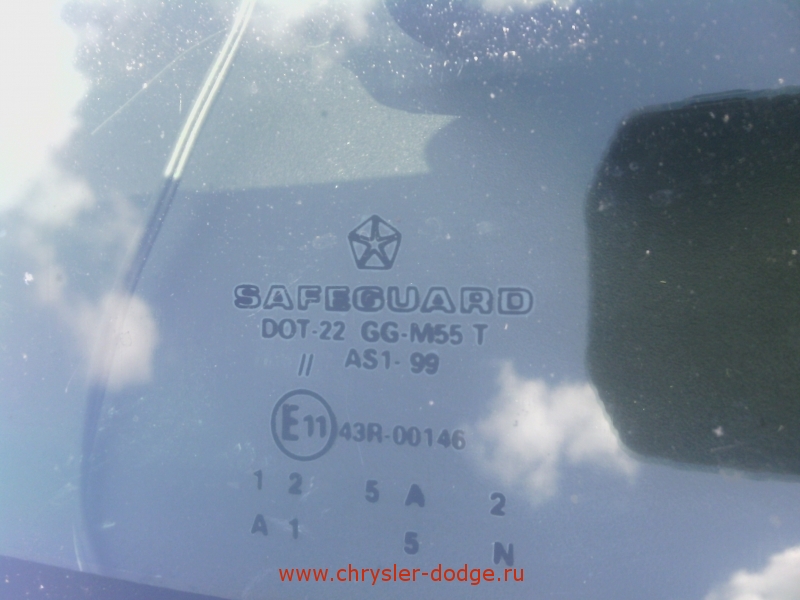 SAFEGUARD
DOT-22 GG-M55 T
// AS1-99
E11 43R-00146
1 2 5 A 2
A 1 5 N
www.chrysler-dodge.ru